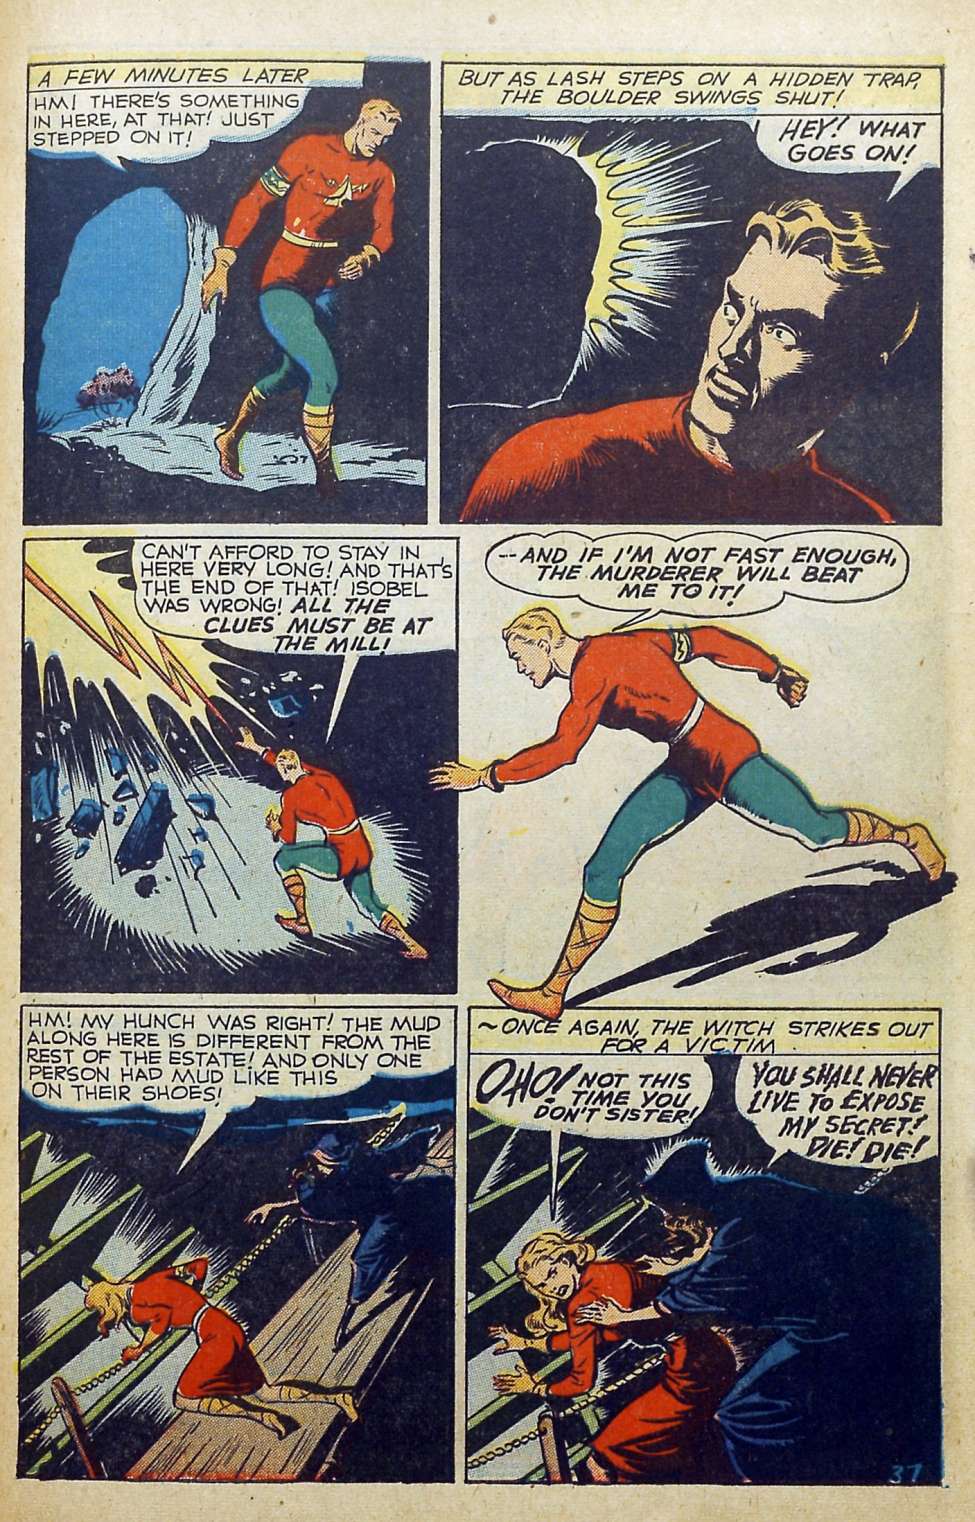 A FEW MINUTES LATER
HM! THERE'S SOMETHING
IN HERE, AT THAT! JUST
STEPPED ON IT!
BUT AS LASH STEPS ON A HIDDEN TRAP,
THE BOULDER SWINGS SHUT!
HEY! WHAT
GOES ON!
CAN'T AFFORD TO STAY IN
HERE VERY LONG! AND THAT'S
THE END OF THAT! ISOBEL
WAS WRONG! ALL THE
CLUES MUST BE AT
THE MILL!
-- AND IF I'M NOT FAST ENOUGH,
THE MURDERER WILL BEAT
ME TO IT!
HM! MY HUNCH WAS RIGHT! THE MUD
ALONG HERE IS DIFFERENT FROM THE
REST OF THE ESTATE! AND ONLY ONE
PERSON HAD MUD LIKE THIS
ON THEIR SHOES!
~ONCE AGAIN, THE WITCH STRIKES OUT
FOR A VICTIM
OHO! NOT THIS
TIME YOU
DON'T SISTER!
YOU SHALL NEVER
LIVE TO EXPOSE
MY SECRET!
DIE! DIE!
37